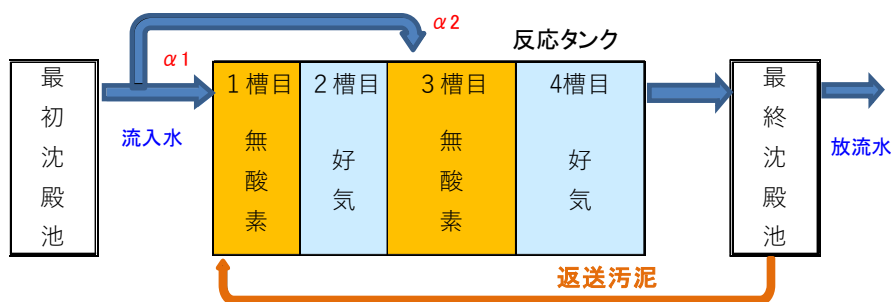 α2
反応タンク
α1
最初沈殿池
流入水
1槽目
無酸素
2槽目
好気
3槽目
無酸素
4槽目
好気
最終沈殿池
放流水
返送汚泥